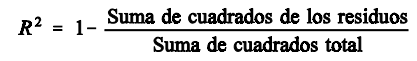 R² = 1- Suma de cuadrados de los residuos
Suma de cuadrados total